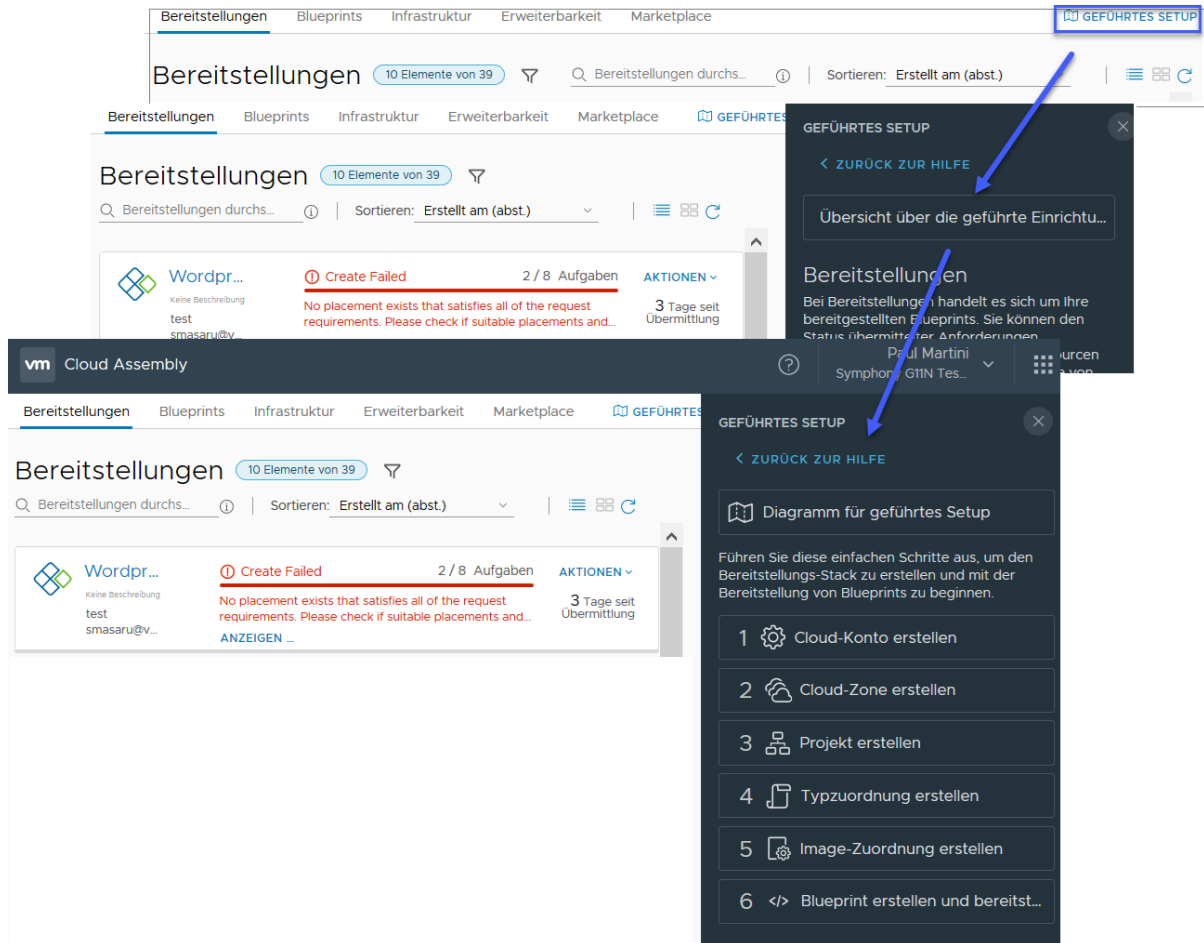 Bereitstellungen Blueprints Infrastruktur Erweiterbarkeit Marketplace GEFÜHRTES SETUP
Bereitstellungen 10 Elemente von 39 Bereitstellungen durchs... Sortieren: Erstellt am (abst.)
Bereitstellungen Blueprints Infrastruktur Erweiterbarkeit Marketplace GEFÜHRTES
Bereitstellungen 10 Elemente von 39
Bereitstellungen durchs... Sortieren: Erstellt am (abst.)
Wordpr...
Keine Beschreibung
test
smasaru@v...
Create Failed 2 / 8 Aufgaben
No placement exists that satisfies all of the request
requirements. Please check if suitable placements and...
AKTIONEN
3 Tage seit
Übermittlung
GEFÜHRTES SETUP
ZURÜCK ZUR HILFE
Übersicht über die geführte Einrichtu...
Bereitstellungen
Bei Bereitstellungen handelt es sich um Ihre
bereitgestellten Blueprints. Sie können den
Status übermittelter Anforderungen
urcen
von
vm Cloud Assembly
Paul Martini
Symphony G11N Tes...
Bereitstellungen Blueprints Infrastruktur Erweiterbarkeit Marketplace GEFÜHRTES
Bereitstellungen 10 Elemente von 39
Bereitstellungen durchs... Sortieren: Erstellt am (abst.)
Wordpr...
Keine Beschreibung
test
smasaru@v...
Create Failed 2 / 8 Aufgaben
No placement exists that satisfies all of the request
requirements. Please check if suitable placements and...
ANZEIGEN ...
AKTIONEN
3 Tage seit
Übermittlung
GEFÜHRTES SETUP
ZURÜCK ZUR HILFE
Diagramm für geführtes Setup
Führen Sie diese einfachen Schritte aus, um den
Bereitstellungs-Stack zu erstellen und mit der
Bereitstellung von Blueprints zu beginnen.
1 Cloud-Konto erstellen
2 Cloud-Zone erstellen
3 Projekt erstellen
4 Typzuordnung erstellen
5 Image-Zuordnung erstellen
6 </> Blueprint erstellen und bereitst...